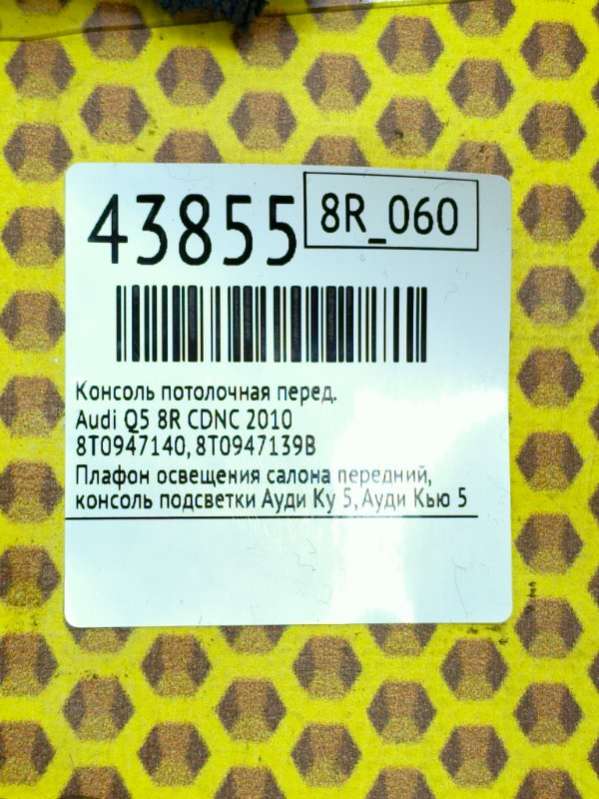 43855
8R_060
Консоль потолочная перед.
Audi Q5 8R CDNC 2010
8T0947140, 8T0947139B
Плафон освещения салона передний,
консоль подсветки Ауди Ку 5, Ауди Кью 5